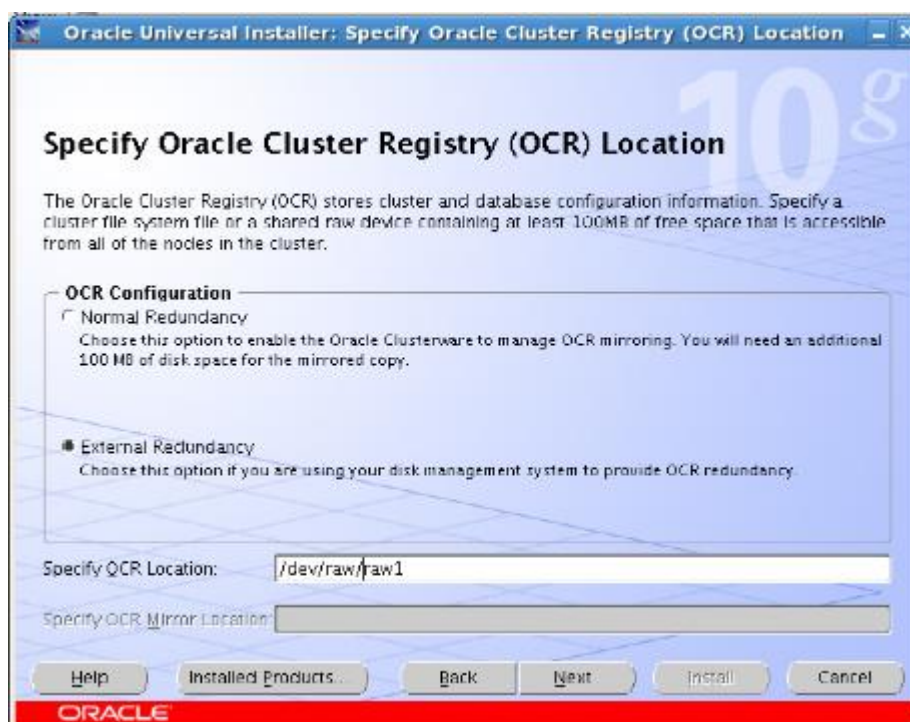 Oracle Universal Installer: Specify Oracle Cluster Registry (OCR) Location
10g
Specify Oracle Cluster Registry (OCR) Location
The Oracle Cluster Registry (OCR) stores cluster and database configuration information. Specify a
cluster file system file or a shared raw device containing at least 100MB of free space that is accessible
from all of the nodes in the cluster.
OCR Configuration
Normal Redundancy
Choose this option to enable the Oracle Clusterware to manage OCR mirroring. You will need an additional
100 MB of disk space for the mirrored copy.
External Redundancy
Choose this option if you are using your disk management system to provide OCR redundancy.
Specify OCR Location: /dev/raw/raw1
Specify OCR Mirror Location:
Help Installed Products... Back Next Install Cancel
ORACLE